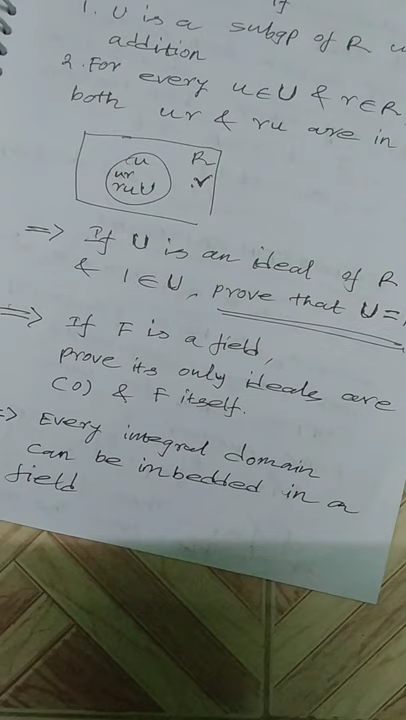 if
1. U is a subgp of R
addition
2. For every u∈U & r∈R
both ur & ru are in
u R
ur .r
ru U
=> If U is an ideal of R
& 1∈U, prove that U=
=> If F is a field,
prove its only ideals are
(0) & F itself.
=> Every integral domain
can be imbedded in a
field